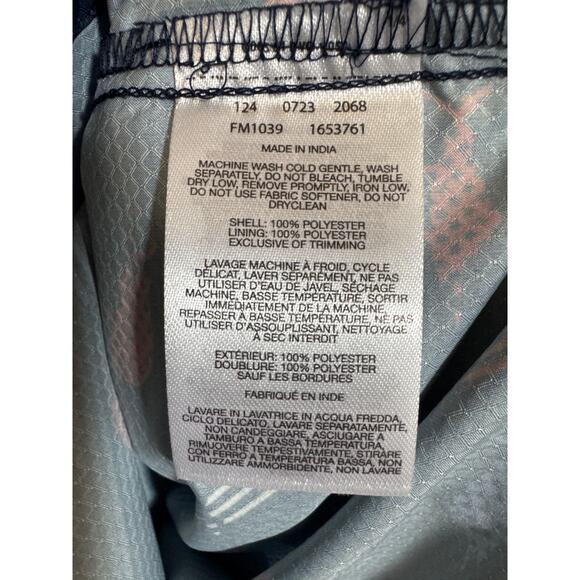 124 0723 2068
FM1039 1653761
MADE IN INDIA
MACHINE WASH COLD GENTLE, WASH
SEPARATELY, DO NOT BLEACH, TUMBLE
DRY LOW, REMOVE PROMPTLY, IRON LOW,
DO NOT USE FABRIC SOFTENER, DO NOT
DRYCLEAN
SHELL: 100% POLYESTER
LINING: 100% POLYESTER
EXCLUSIVE OF TRIMMING
LAVAGE MACHINE À FROID, CYCLE
DÉLICAT, LAVER SÉPARÉMENT, NE PAS
UTILISER D'EAU DE JAVEL, SÉCHAGE
MACHINE, BASSE TEMPÉRATURE, SORTIR
IMMÉDIATEMENT DE LA MACHINE,
REPASSER À BASSE TEMPÉRATURE, NE PAS
UTILISER D'ASSOUPLISSANT, NETTOYAGE
À SEC INTERDIT
EXTÉRIEUR: 100% POLYESTER
DOUBLURE: 100% POLYESTER
SAUF LES BORDURES
FABRIQUÉ EN INDE
LAVARE IN LAVATRICE IN ACQUA FREDDA,
CICLO DELICATO, LAVARE SEPARATAMENTE,
NON CANDEGGIARE, ASCIUGARE A
TAMBURO A BASSA TEMPERATURA,
RIMUOVERE TEMPESTIVAMENTE, STIRARE
CON FERRO A TEMPERATURA BASSA, NON
UTILIZZARE AMMORBIDENTE, NON LAVARE